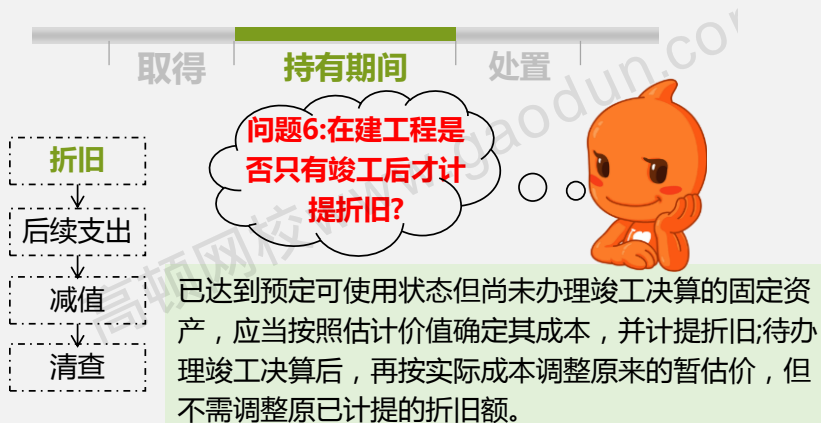 取得 持有期间 处置
问题6:在建工程是
否只有竣工后才计
提折旧?
折旧
后续支出
减值
清查
已达到预定可使用状态但尚未办理竣工决算的固定资
产，应当按照估计价值确定其成本，并计提折旧;待办
理竣工决算后，再按实际成本调整原来的暂估价，但
不需调整原已计提的折旧额。
高顿网校www.gaodun.co